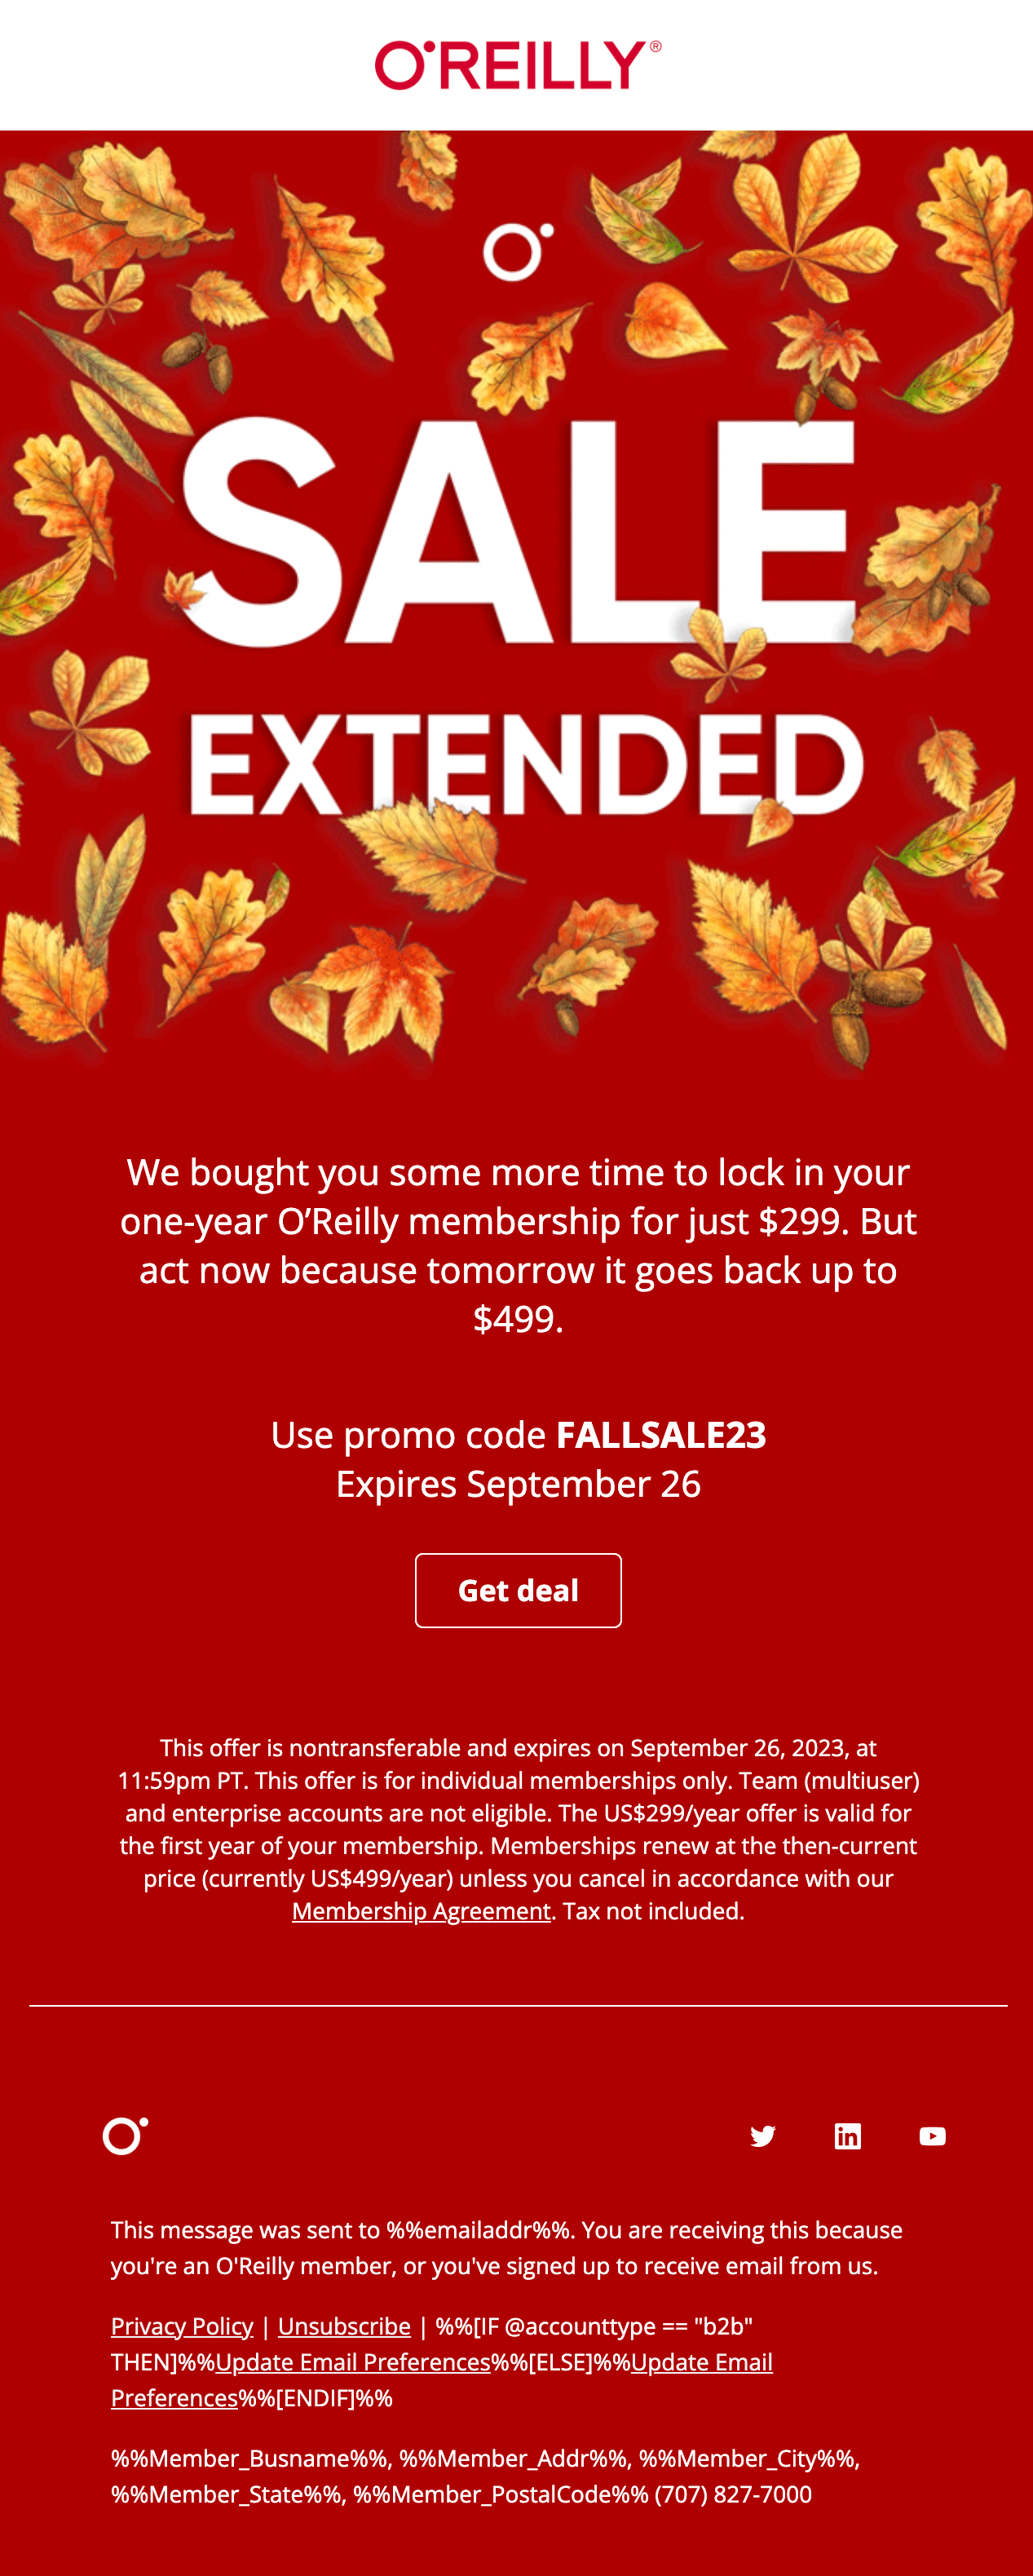 O'REILLY®
SALE
EXTENDED
We bought you some more time to lock in your
one-year O’Reilly membership for just $299. But
act now because tomorrow it goes back up to
$499.
Use promo code FALLSALE23
Expires September 26
Get deal
This offer is nontransferable and expires on September 26, 2023, at
11:59pm PT. This offer is for individual memberships only. Team (multiuser)
and enterprise accounts are not eligible. The US$299/year offer is valid for
the first year of your membership. Memberships renew at the then-current
price (currently US$499/year) unless you cancel in accordance with our
Membership Agreement. Tax not included.
in
This message was sent to %%emailaddr%%. You are receiving this because
you're an O'Reilly member, or you've signed up to receive email from us.
Privacy Policy | Unsubscribe | %%[IF @accounttype == "b2b"
THEN]%%Update Email Preferences%%[ELSE]%%Update Email
Preferences%%[ENDIF]%%
%%Member_Busname%%, %%Member_Addr%%, %%Member_City%%,
%%Member_State%%, %%Member_PostalCode%% (707) 827-7000